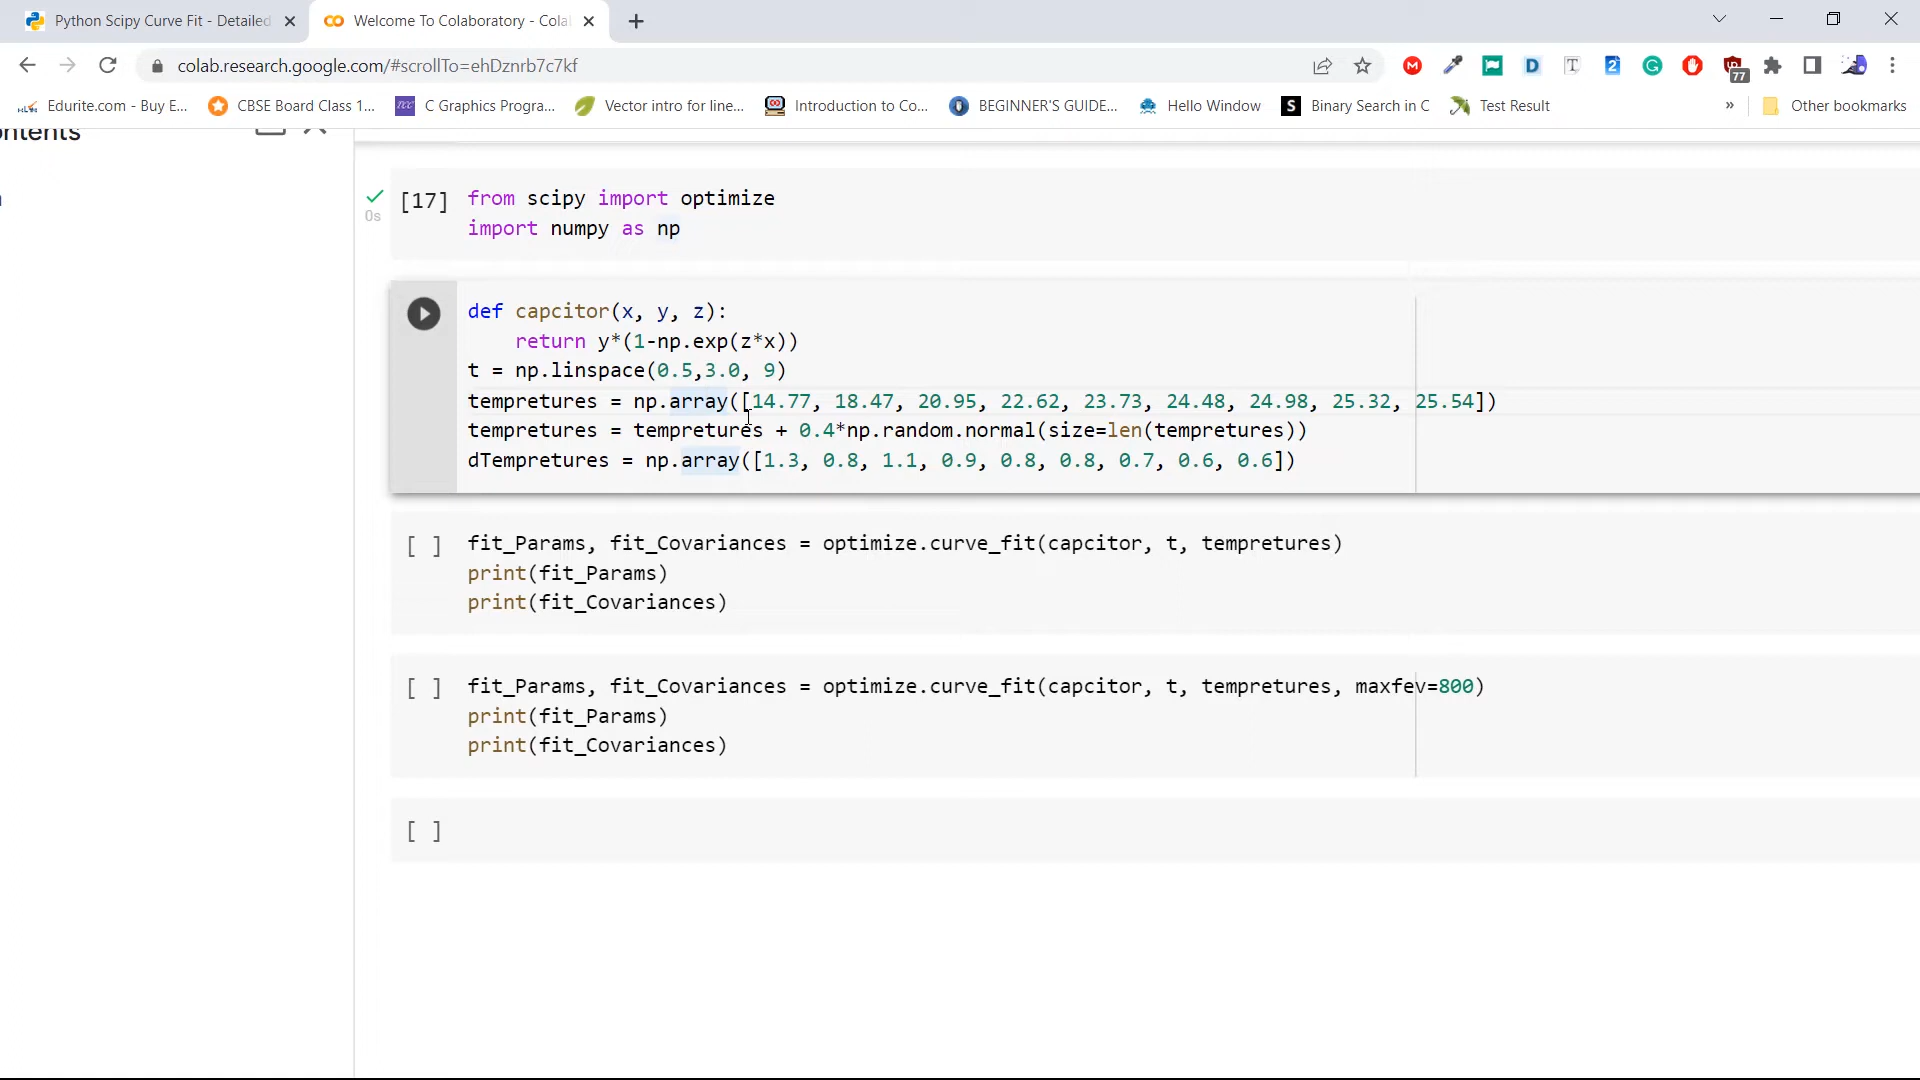 Python Scipy Curve Fit - Detailed
Welcome To Colaboratory - Cola
colab.research.google.com/#scrollTo=ehDznrb7c7kf
77
Edurite.com - Buy E...
CBSE Board Class 1...
C Graphics Progra...
Vector intro for line...
Introduction to Co...
BEGINNER'S GUIDE...
Hello Window
Binary Search in C
Test Result
»
Other bookmarks
ontents
[17]
0s
from scipy import optimize
import numpy as np
def capcitor(x, y, z):
    return y*(1-np.exp(z*x))
t = np.linspace(0.5,3.0, 9)
tempretures = np.array([14.77, 18.47, 20.95, 22.62, 23.73, 24.48, 24.98, 25.32, 25.54])
tempretures = tempretures + 0.4*np.random.normal(size=len(tempretures))
dTempretures = np.array([1.3, 0.8, 1.1, 0.9, 0.8, 0.8, 0.7, 0.6, 0.6])
[ ] fit_Params, fit_Covariances = optimize.curve_fit(capcitor, t, tempretures)
print(fit_Params)
print(fit_Covariances)
[ ] fit_Params, fit_Covariances = optimize.curve_fit(capcitor, t, tempretures, maxfev=800)
print(fit_Params)
print(fit_Covariances)
[ ]